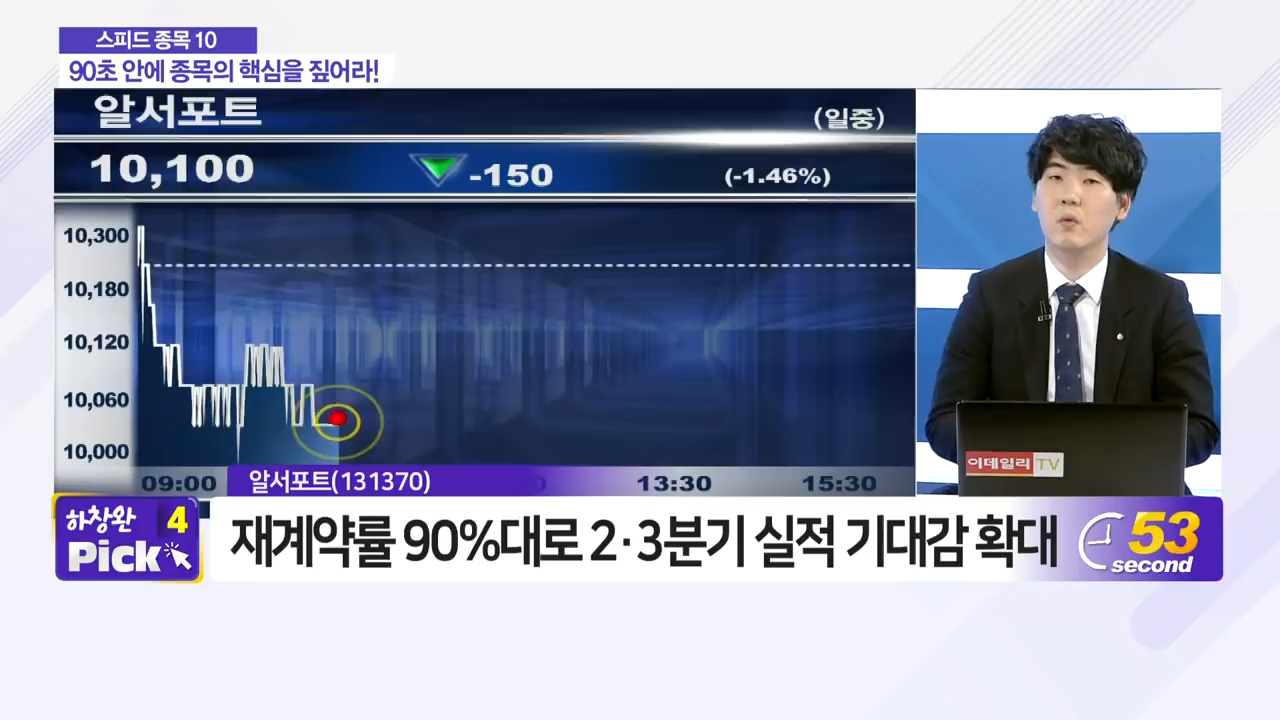 스피드 종목 10
90초 안에 종목의 핵심을 짚어라!
알서포트
(일중)
10,100
-150
(-1.46%)
10,300
10,180
10,120
10,060
10,000
09:00
13:30
15:30
알서포트(131370)
이데일리TV
하창완 4
Pick
재계약률 90%대로 2·3분기 실적 기대감 확대
53
second